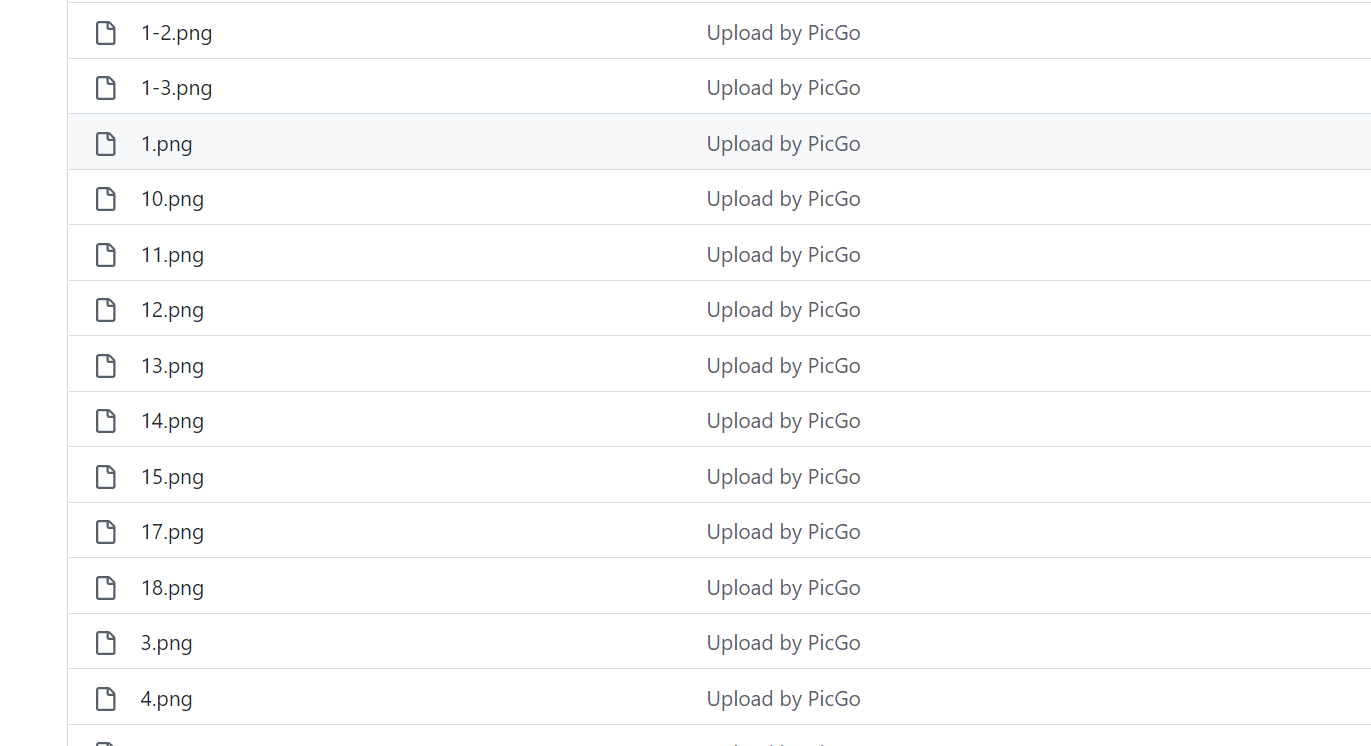 1-2.png Upload by PicGo
1-3.png Upload by PicGo
1.png Upload by PicGo
10.png Upload by PicGo
11.png Upload by PicGo
12.png Upload by PicGo
13.png Upload by PicGo
14.png Upload by PicGo
15.png Upload by PicGo
17.png Upload by PicGo
18.png Upload by PicGo
3.png Upload by PicGo
4.png Upload by PicGo